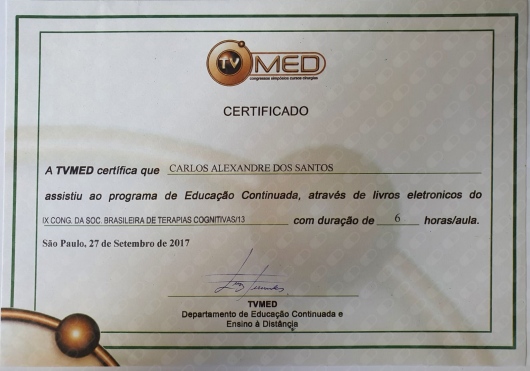 TV MED
congressos simpósios cursos cirurgias
CERTIFICADO
A TVMED certifica que CARLOS ALEXANDRE DOS SANTOS
assistiu ao programa de Educação Continuada, através de livros eletronicos do
IX CONG. DA SOC. BRASILEIRA DE TERAPIAS COGNITIVAS/13 com duração de 6 horas/aula.
São Paulo, 27 de Setembro de 2017
TVMED
Departamento de Educação Continuada e
Ensino à Distância